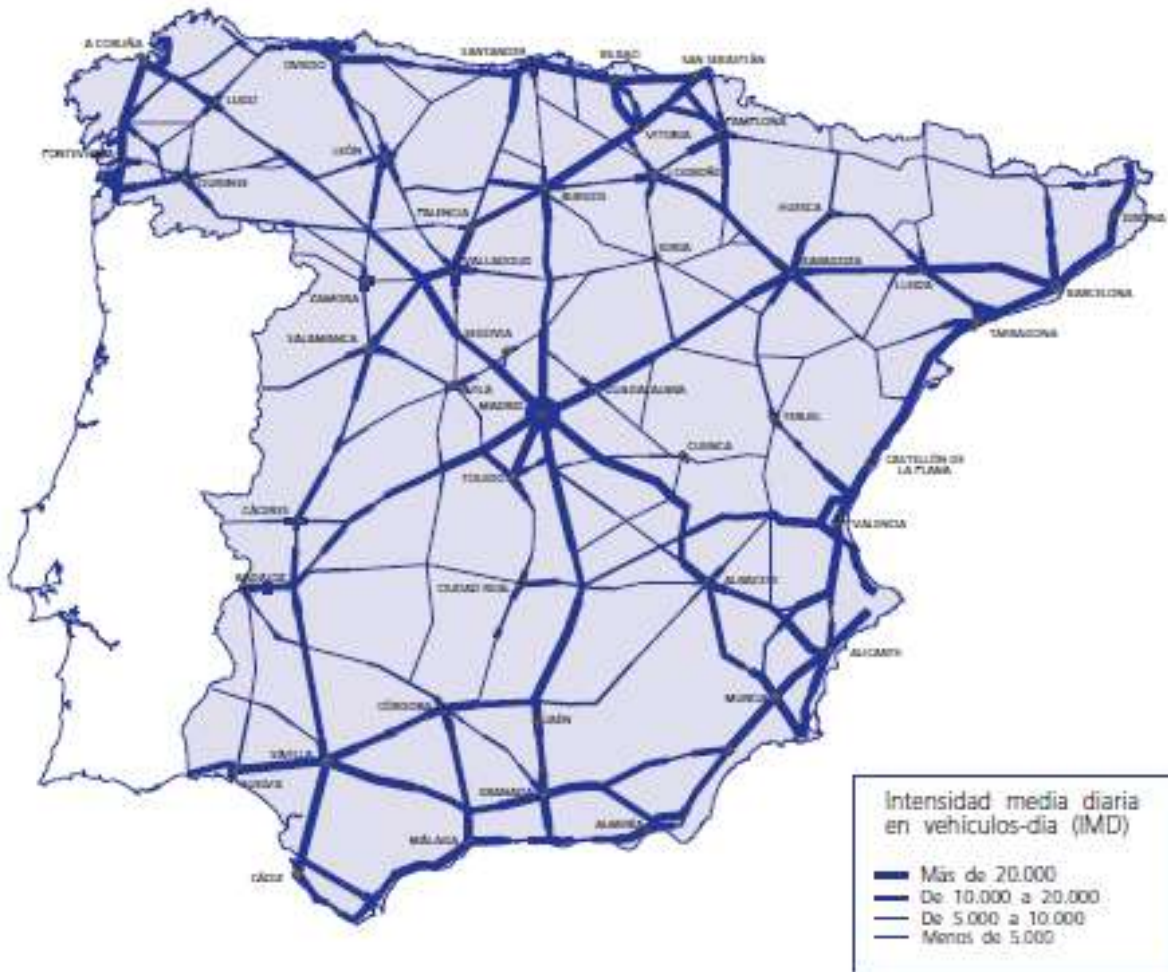 A CORUÑA
OVIEDO
SANTANDER
BILBAO
SAN SEBASTIÁN
LUGO
PONTEVEDRA
OURENSE
LEÓN
VITORIA
PAMPLONA
LOGROÑO
BURGOS
PALENCIA
HUESCA
GIRONA
SORIA
ZARAGOZA
VALLADOLID
ZAMORA
LLEIDA
BARCELONA
TARRAGONA
SEGOVIA
SALAMANCA
ÁVILA
GUADALAJARA
MADRID
TERUEL
CUENCA
CASTELLÓN DE
LA PLANA
TOLEDO
CÁCERES
VALENCIA
BADAJOZ
CIUDAD REAL
ALBACETE
ALICANTE
MURCIA
CÓRDOBA
JAÉN
SEVILLA
HUELVA
GRANADA
ALMERÍA
MÁLAGA
CÁDIZ
Intensidad media diaria
en vehículos-día (IMD)
Más de 20.000
De 10.000 a 20.000
De 5.000 a 10.000
Menos de 5.000